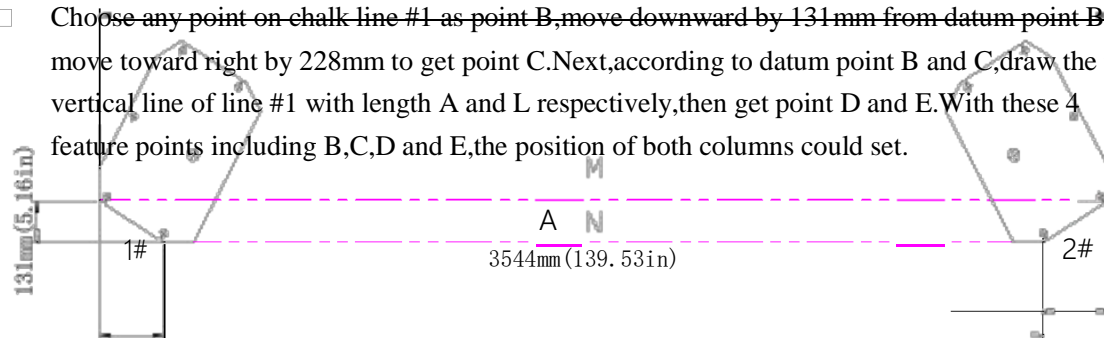 Choose any point on chalk line #1 as point B,move downward by 131mm from datum point B
move toward right by 228mm to get point C.Next,according to datum point B and C,draw the
vertical line of line #1 with length A and L respectively,then get point D and E.With these 4
feature points including B,C,D and E,the position of both columns could set.
M
131mm(5.16in)
A N
1#
2#
3544mm(139.53in)